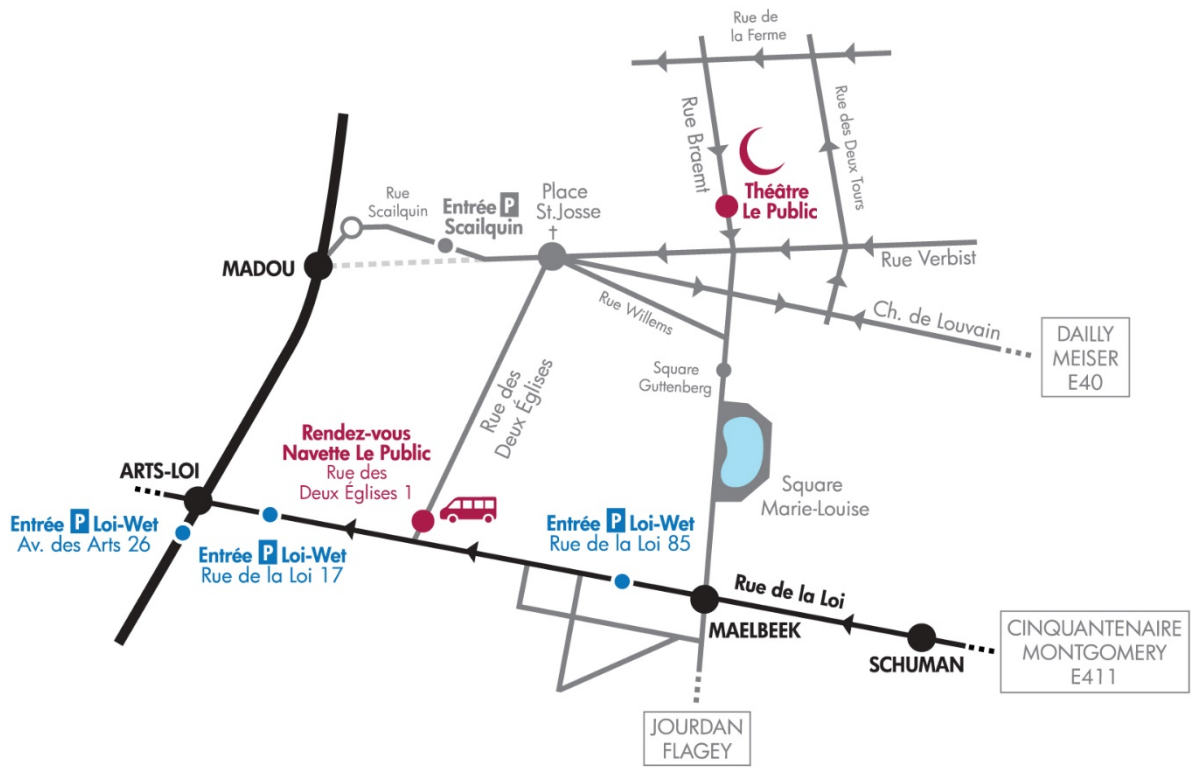 Rue de
la Ferme
Rue Braemt
Rue des Deux Tours
Théâtre
Le Public
Rue
Scailquin
Entrée P
Scailquin
Place
St.Josse
MADOU
Rue Verbist
Rue Willems
Ch. de Louvain
DAILLY
MEISER
E40
Square
Guttenberg
Rue des
Deux Églises
Rendez-vous
Navette Le Public
Rue des
Deux Églises 1
ARTS-LOI
Square
Marie-Louise
Entrée P Loi-Wet
Av. des Arts 26
Entrée P Loi-Wet
Rue de la Loi 17
Entrée P Loi-Wet
Rue de la Loi 85
Rue de la Loi
MAELBEEK
SCHUMAN
CINQUANTENAIRE
MONTGOMERY
E411
JOURDAN
FLAGEY